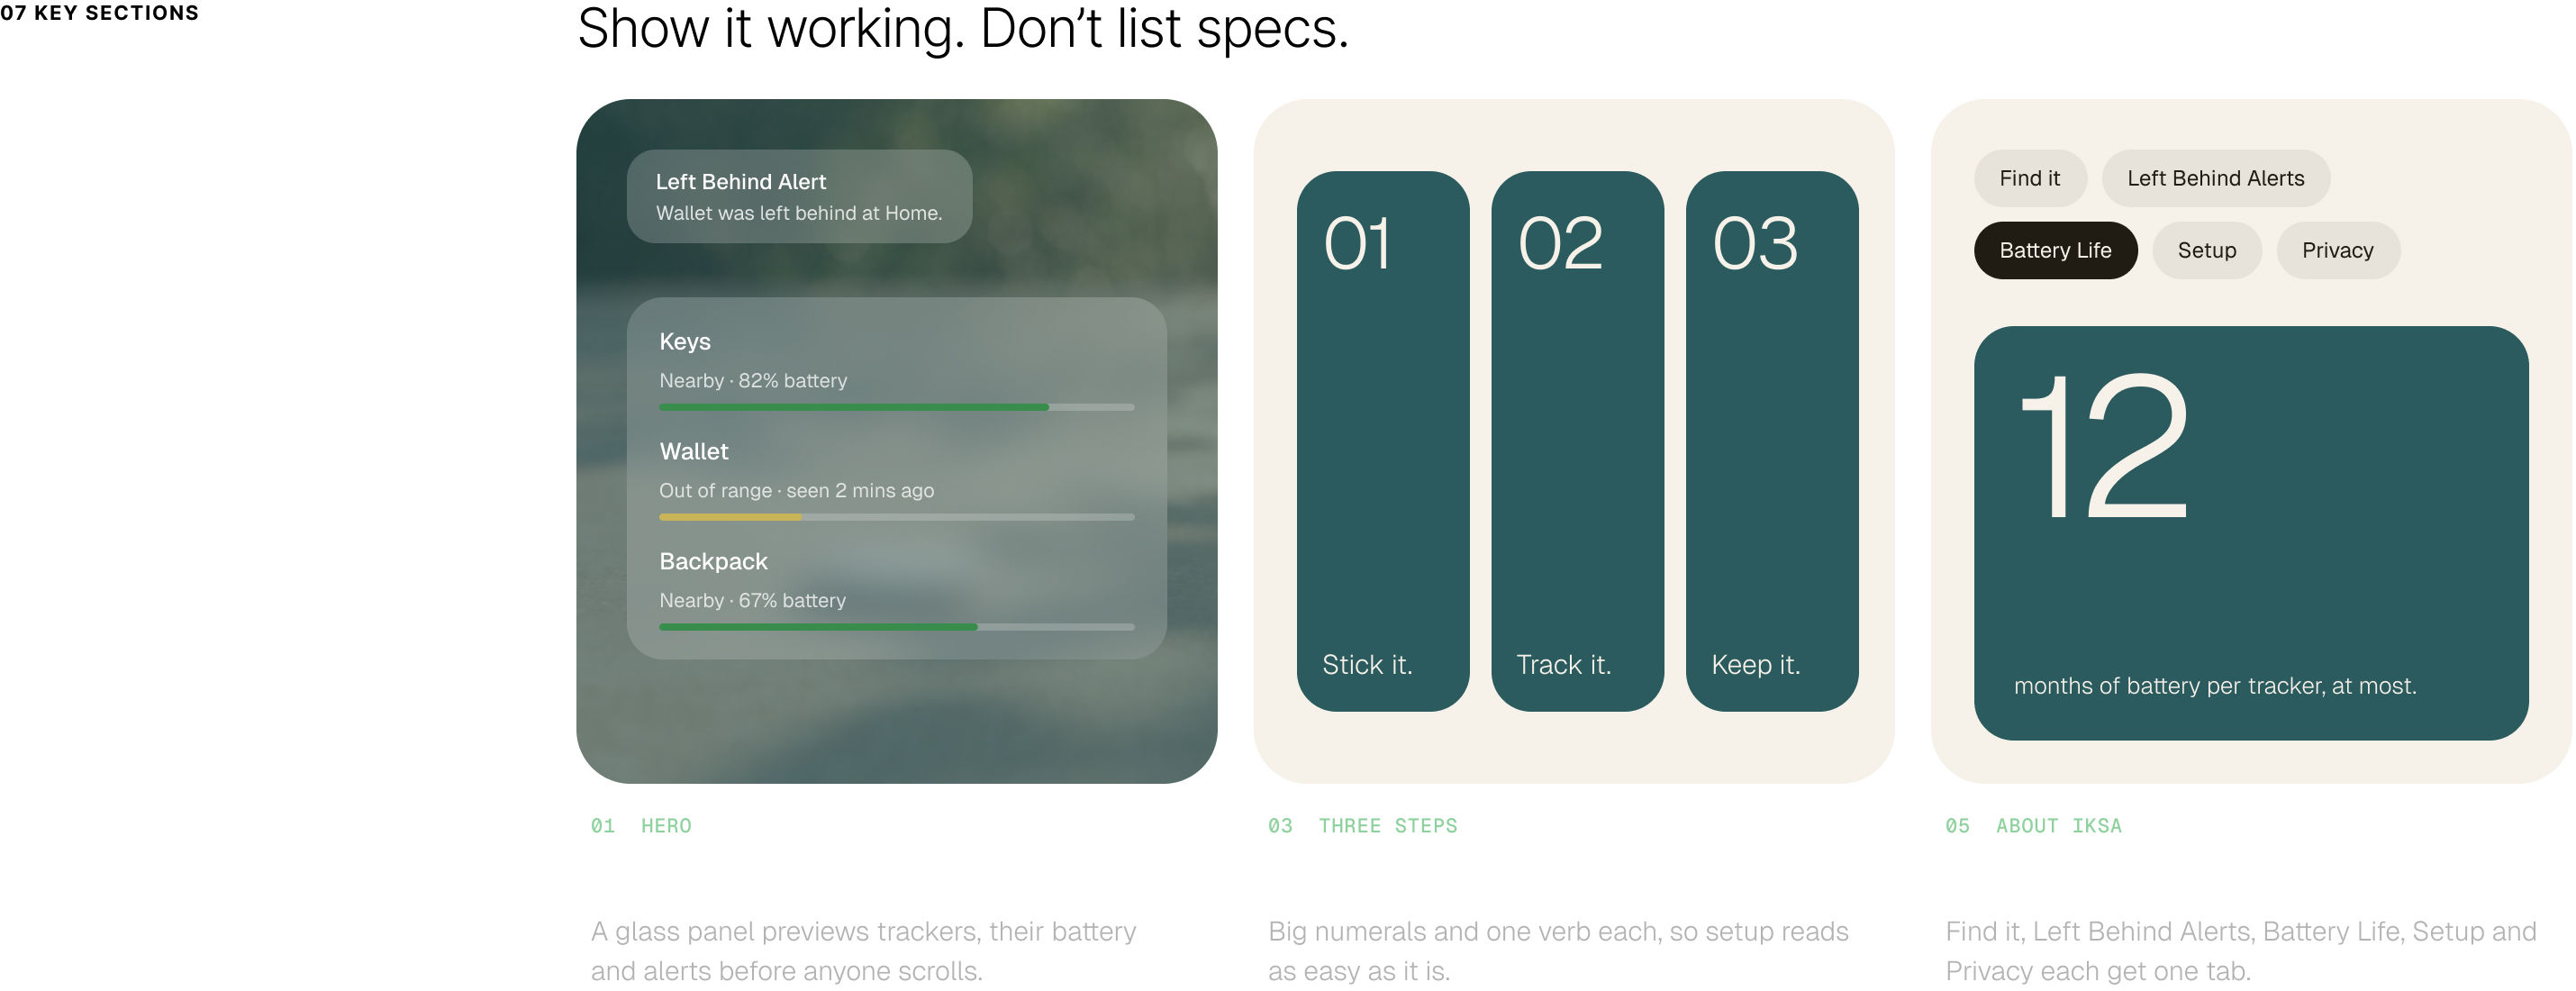 07 KEY SECTIONS
Show it working. Don’t list specs.
Left Behind Alert
Wallet was left behind at Home.
Keys
Nearby · 82% battery
Wallet
Out of range · seen 2 mins ago
Backpack
Nearby · 67% battery
01 HERO
A glass panel previews trackers, their battery
and alerts before anyone scrolls.
01
Stick it.
02
Track it.
03
Keep it.
03 THREE STEPS
Big numerals and one verb each, so setup reads
as easy as it is.
Find it
Left Behind Alerts
Battery Life
Setup
Privacy
12
months of battery per tracker, at most.
05 ABOUT IKSA
Find it, Left Behind Alerts, Battery Life, Setup and
Privacy each get one tab.